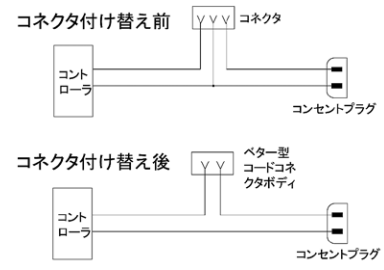 コネクタ付け替え前
コネクタ
コント
ローラ
コンセントプラグ
コネクタ付け替え後
ベター型
コードコネ
クタボディ
コント
ローラ
コンセントプラグ